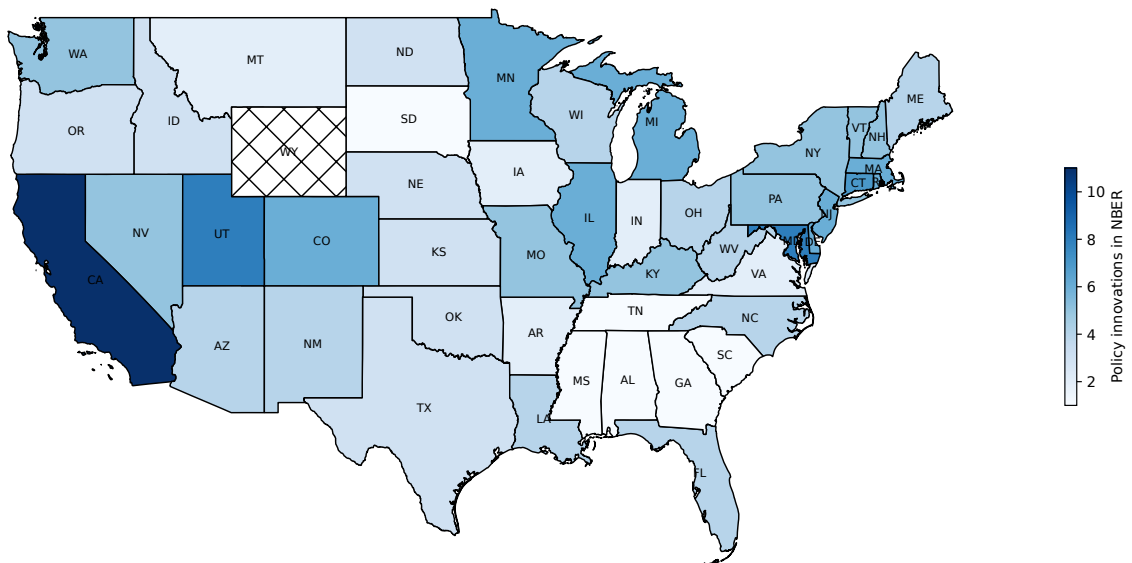 WA
MT
ND
MN
OR
ID
SD
WI
MI
ME
VT
NH
NY
MA
WY
IA
NE
CT
R
PA
NV
UT
CO
IL
IN
OH
NJ
MD
DE
KS
MO
WV
KY
VA
CA
AZ
NM
OK
AR
TN
NC
SC
TX
LA
MS
AL
GA
FL
10
8
6
4
2
Policy innovations in NBER